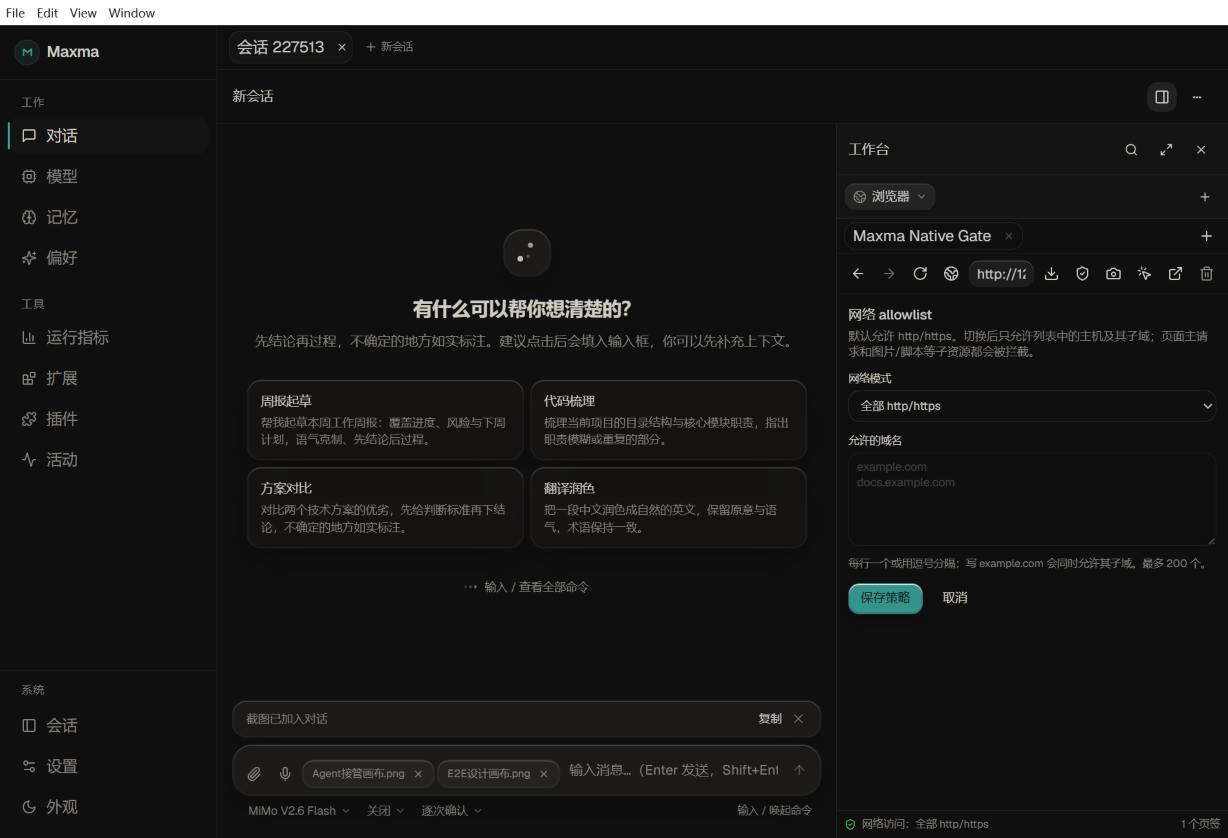 File Edit View Window
Maxma
工作
对话
模型
记忆
偏好
工具
运行指标
扩展
插件
活动
系统
会话
设置
外观
会话 227513
新会话
新会话
有什么可以帮你想清楚的？
先结论再过程，不确定的地方如实标注。建议点击后会填入输入框，你可以先补充上下文。
周报起草
帮我起草本周工作周报：覆盖进度、风险与下周
计划，语气克制、先结论后过程。
代码梳理
梳理当前项目的目录结构与核心模块职责，指出
职责模糊或重复的部分。
方案对比
对比两个技术方案的优劣，先给判断标准再下结
论，不确定的地方如实标注。
翻译润色
把一段中文润色成自然的英文，保留原意与语
气，术语保持一致。
输入 / 查看全部命令
截图已加入对话
复制
Agent接管画布.png
E2E设计画布.png
输入消息...（Enter 发送，Shift+Ent
MiMo V2.6 Flash
关闭
逐次确认
输入 / 唤起命令
工作台
浏览器
Maxma Native Gate
http://12
网络 allowlist
默认允许 http/https。切换后只允许列表中的主机及其子域；页面主请
求和图片/脚本等子资源都会被拦截。
网络模式
全部 http/https
允许的域名
example.com
docs.example.com
每行一个或用逗号分隔；写 example.com 会同时允许其子域。最多 200 个。
保存策略
取消
网络访问：全部 http/https
1 个页签